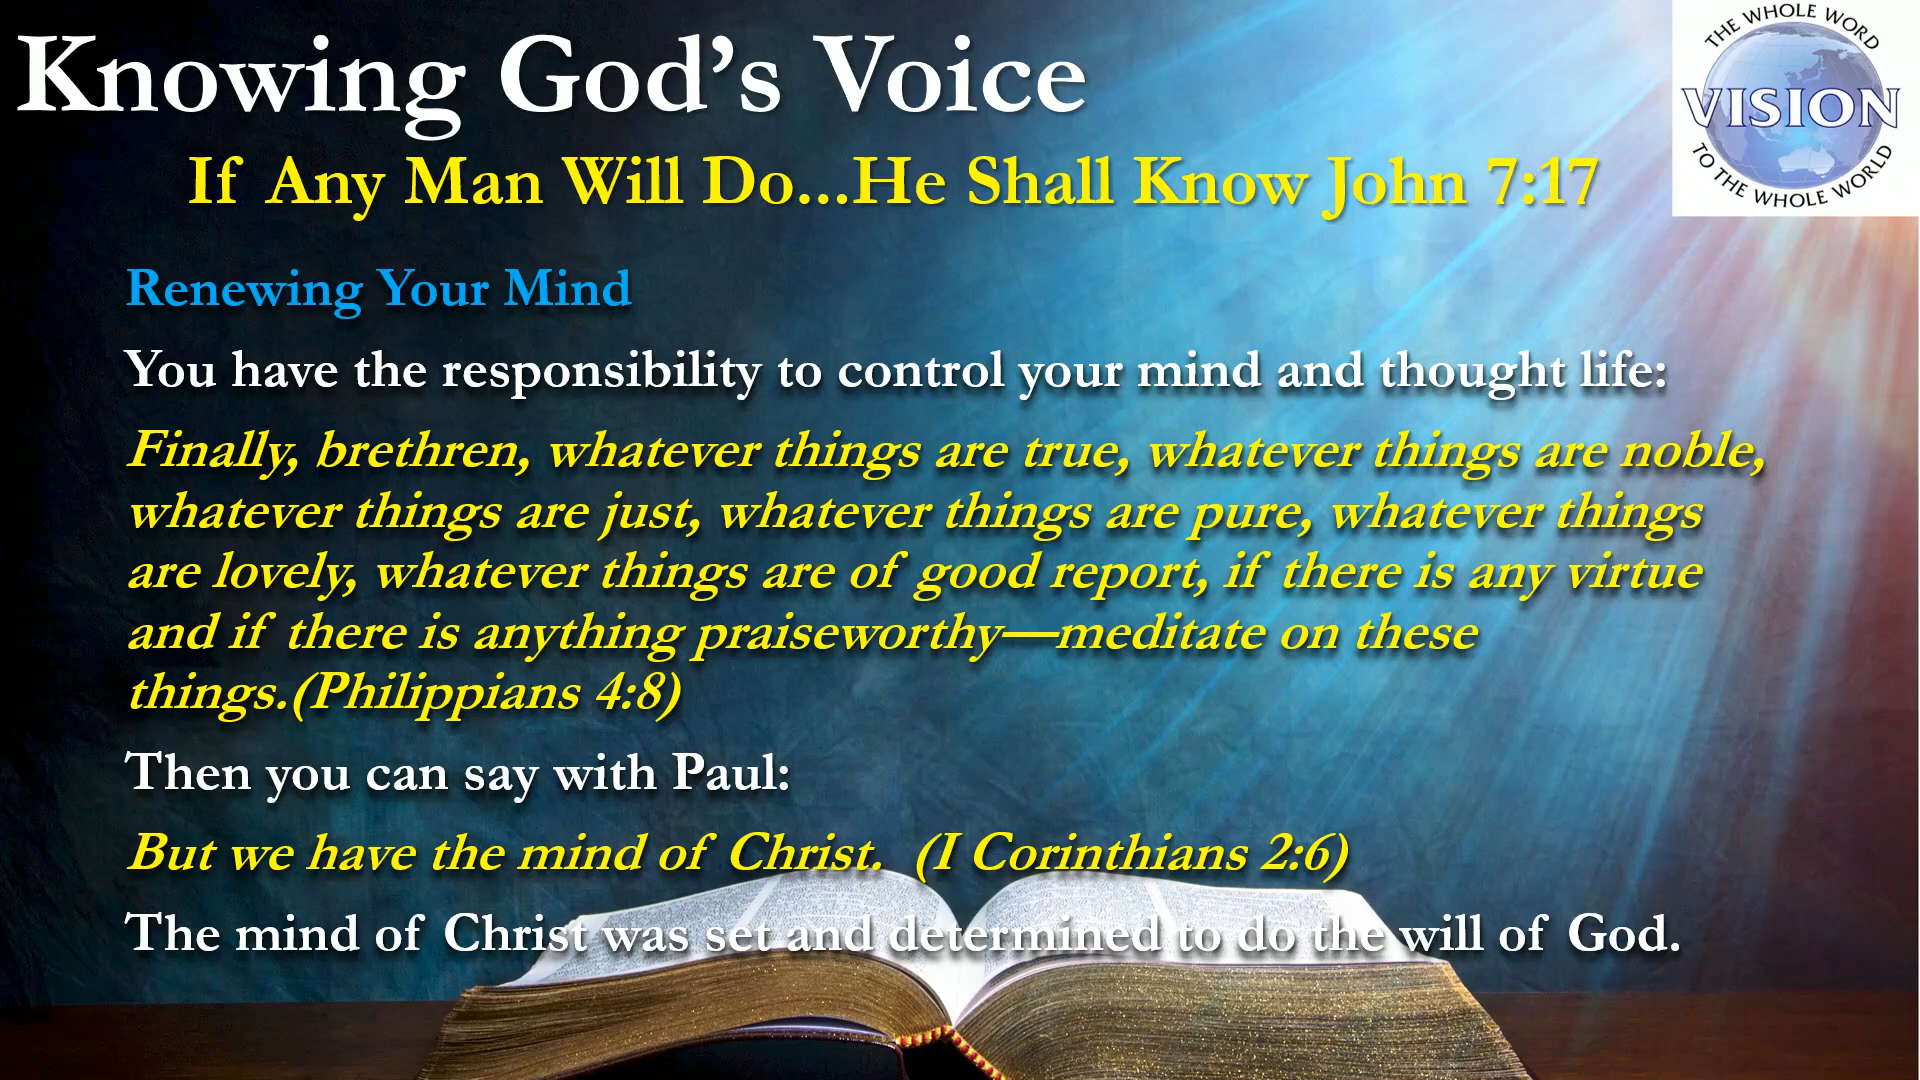 Knowing God’s Voice
THE WHOLE WORD
VISION
TO THE WHOLE WORLD
If Any Man Will Do...He Shall Know John 7:17
Renewing Your Mind
You have the responsibility to control your mind and thought life:
Finally, brethren, whatever things are true, whatever things are noble,
whatever things are just, whatever things are pure, whatever things
are lovely, whatever things are of good report, if there is any virtue
and if there is anything praiseworthy—meditate on these
things.(Philippians 4:8)
Then you can say with Paul:
But we have the mind of Christ.  (I Corinthians 2:6)
The mind of Christ was set and determined to do the will of God.